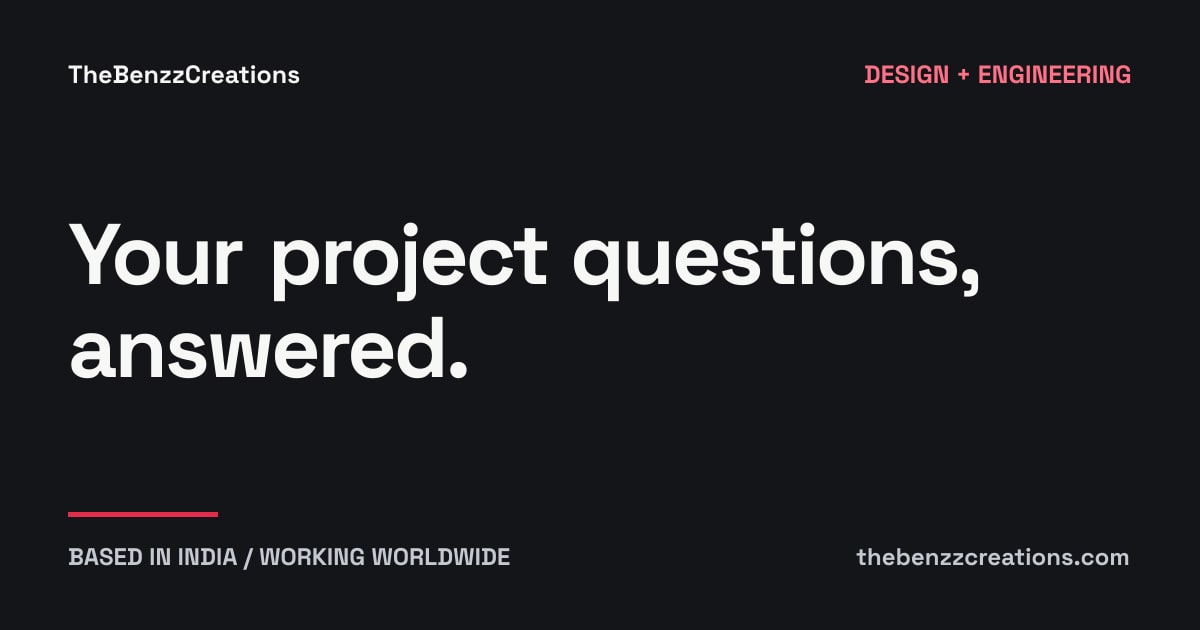 TheBenzzCreations
DESIGN + ENGINEERING
Your project questions,
answered.
BASED IN INDIA / WORKING WORLDWIDE
thebenzzcreations.com